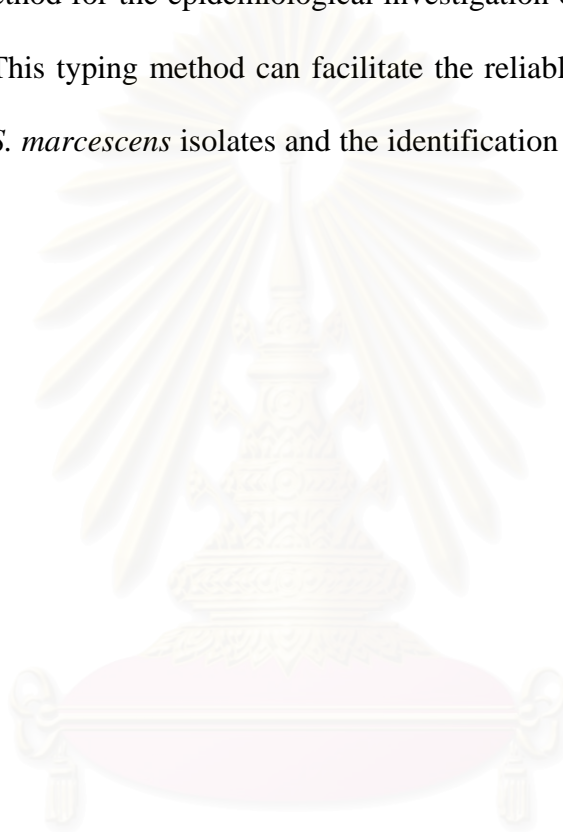 method for the epidemiological investigation
This typing method can facilitate the reliabl
S. marcescens isolates and the identification